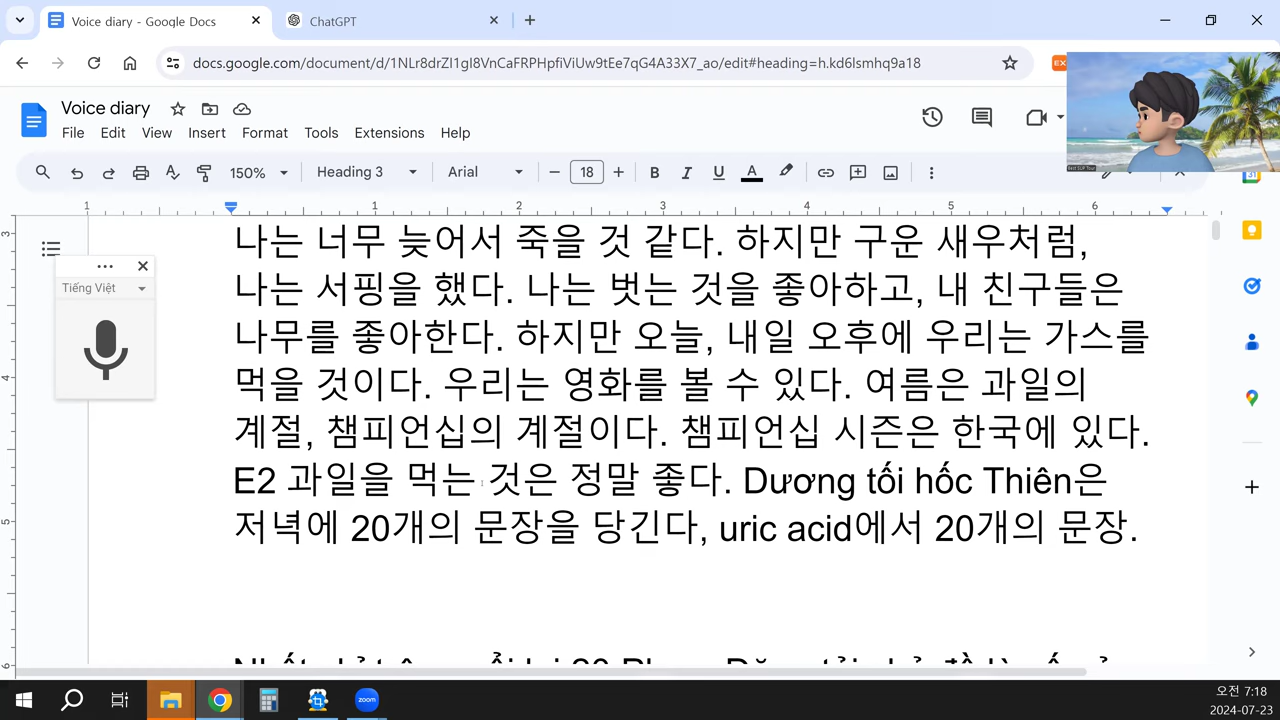 Voice diary - Google Docs
ChatGPT
docs.google.com/document/d/1NLr8drZI1gI8VnCaFRPHpfiViUw9tEe7qG4A33X7_ao/edit#heading=h.kd6lsmhq9a18
Voice diary
File Edit View Insert Format Tools Extensions Help
150% Heading 3 Arial 18
1 1 2 3 4 5 6
Tiếng Việt
나는 너무 늦어서 죽을 것 같다. 하지만 구운 새우처럼,
나는 서핑을 했다. 나는 벗는 것을 좋아하고, 내 친구들은
나무를 좋아한다. 하지만 오늘, 내일 오후에 우리는 가스를
먹을 것이다. 우리는 영화를 볼 수 있다. 여름은 과일의
계절, 챔피언십의 계절이다. 챔피언십 시즌은 한국에 있다.
E2 과일을 먹는 것은 정말 좋다. Dương tối hốc Thiên은
저녁에 20개의 문장을 당긴다, uric acid에서 20개의 문장.
zoom
오전 7:18
2024-07-23